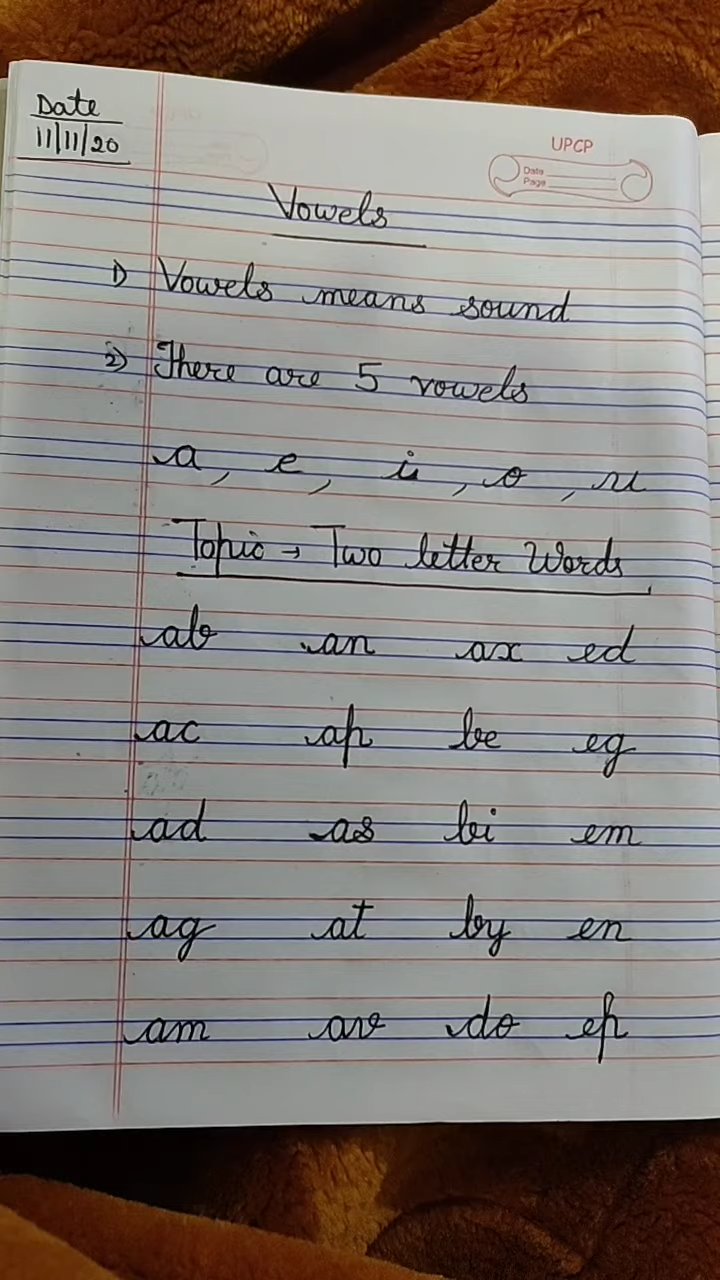 Date
11/11/20
UPCP
Date
Page
Vowels
1) Vowels means sound
2) There are 5 vowels
a, e, i, o, u
Topic → Two letter Words
ab an ax ed
ac ap be eg
ad as bi em
ag at by en
am av do ep